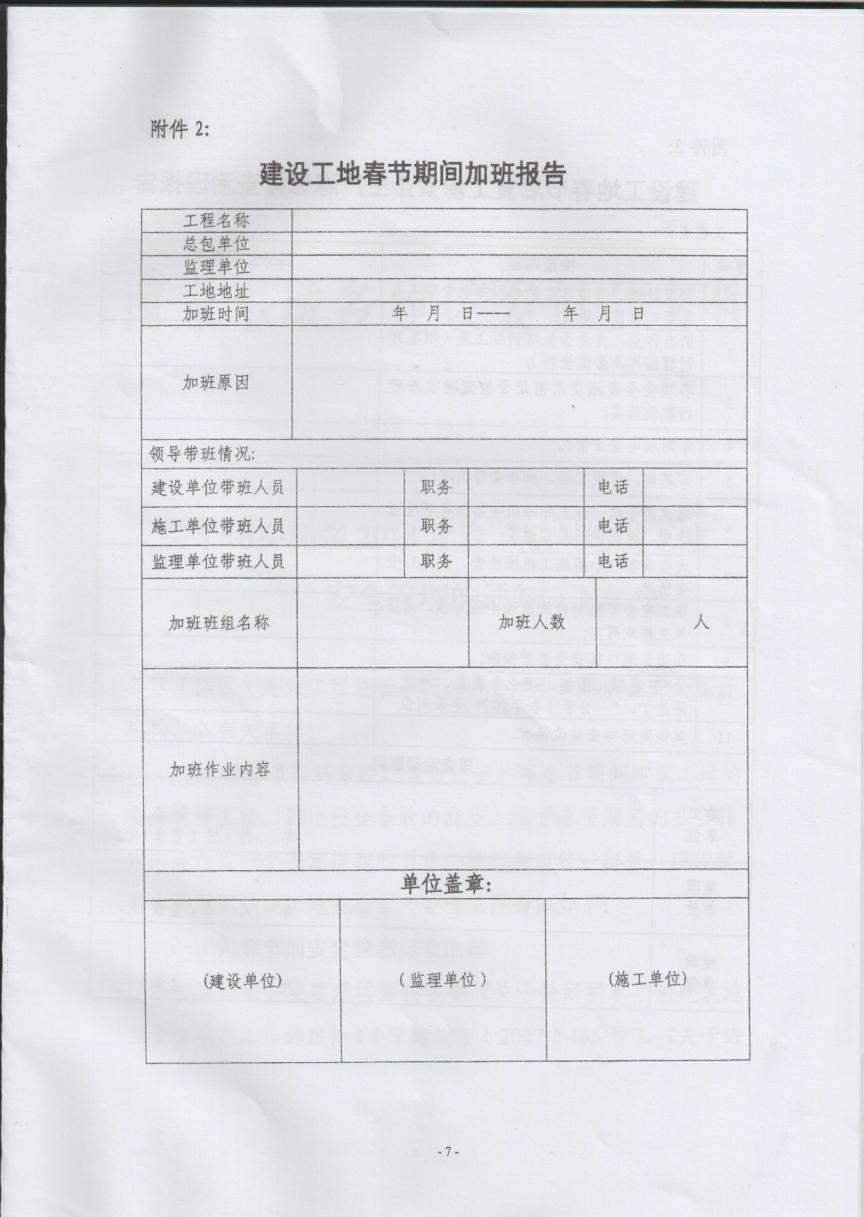 附件 2:
建设工地春节期间加班报告
工程名称
总包单位
监理单位
工地地址
加班时间 年 月 日---- 年 月 日
加班原因
领导带班情况:
建设单位带班人员 职务 电话
施工单位带班人员 职务 电话
监理单位带班人员 职务 电话
加班班组名称 加班人数 人
加班作业内容
单位盖章:
(建设单位) (监理单位) (施工单位)
- 7 -